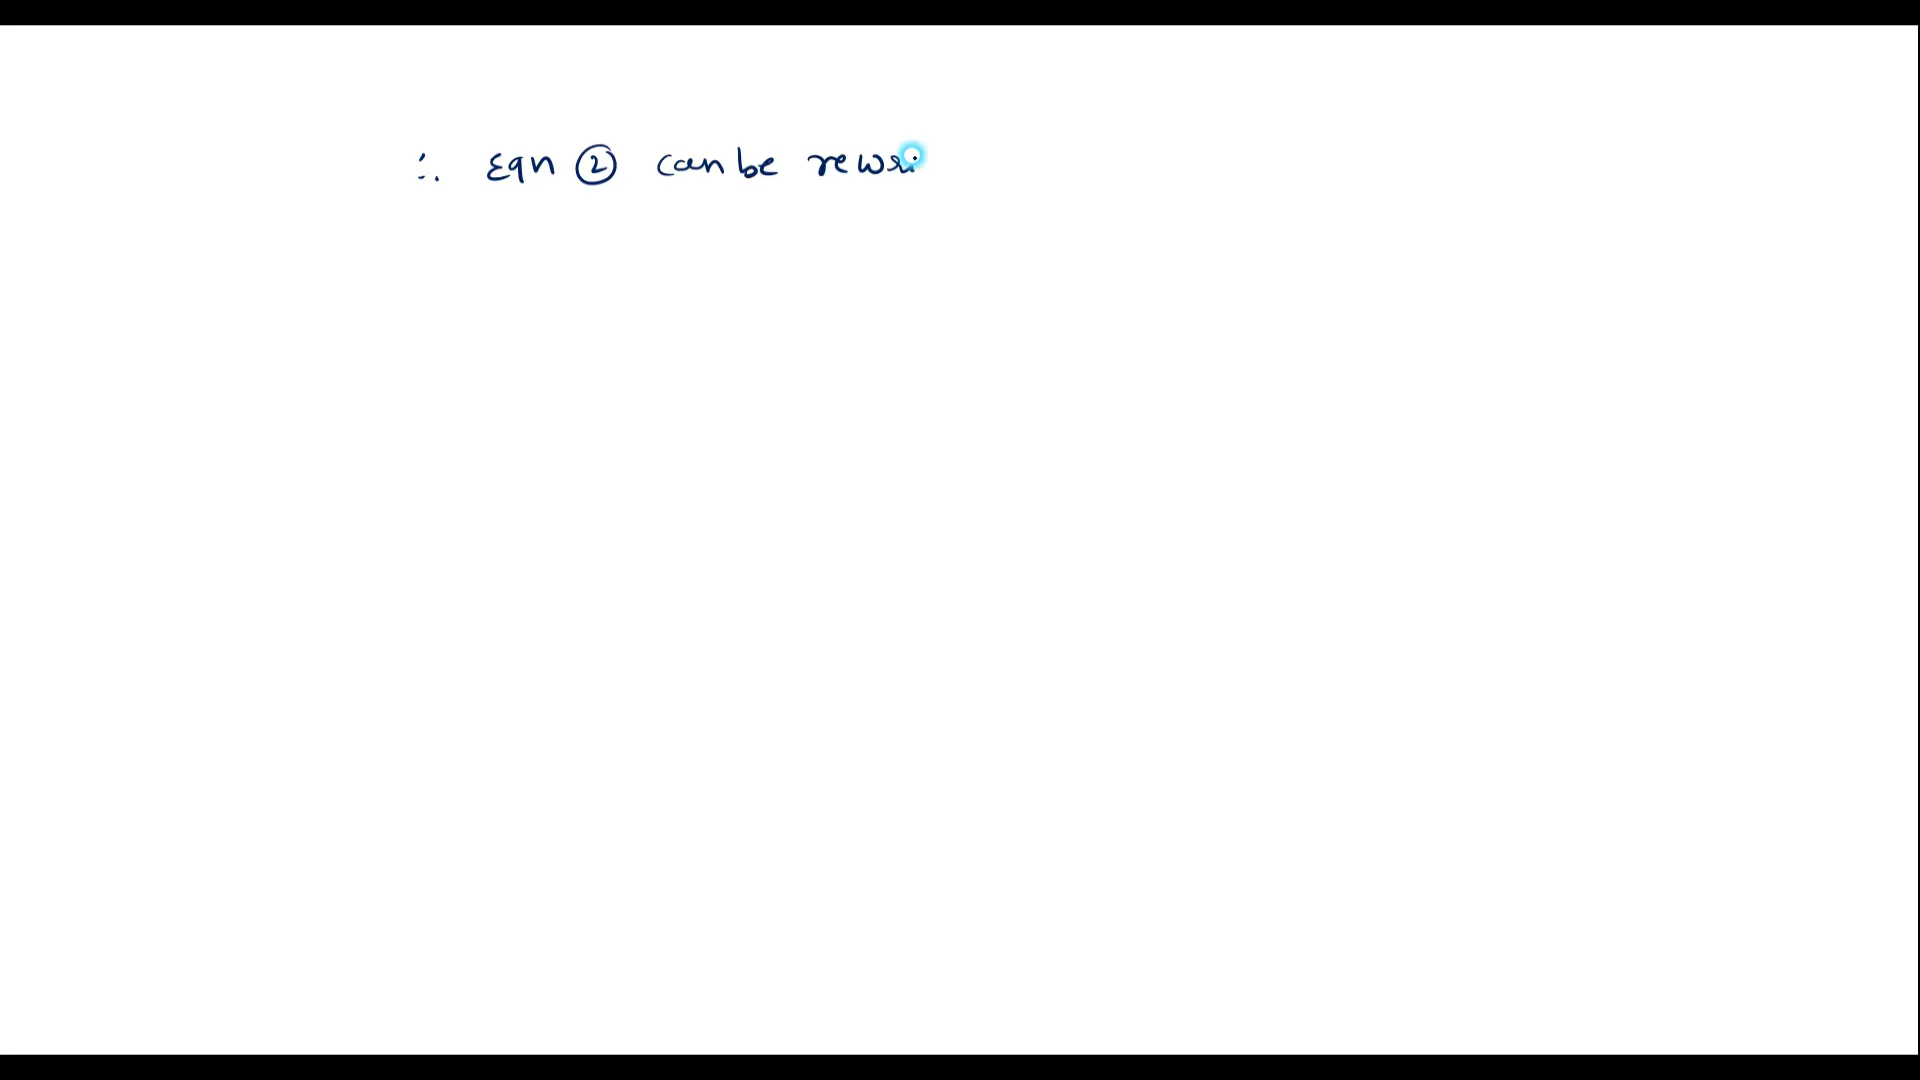 ∴ Eqn ② can be rewri